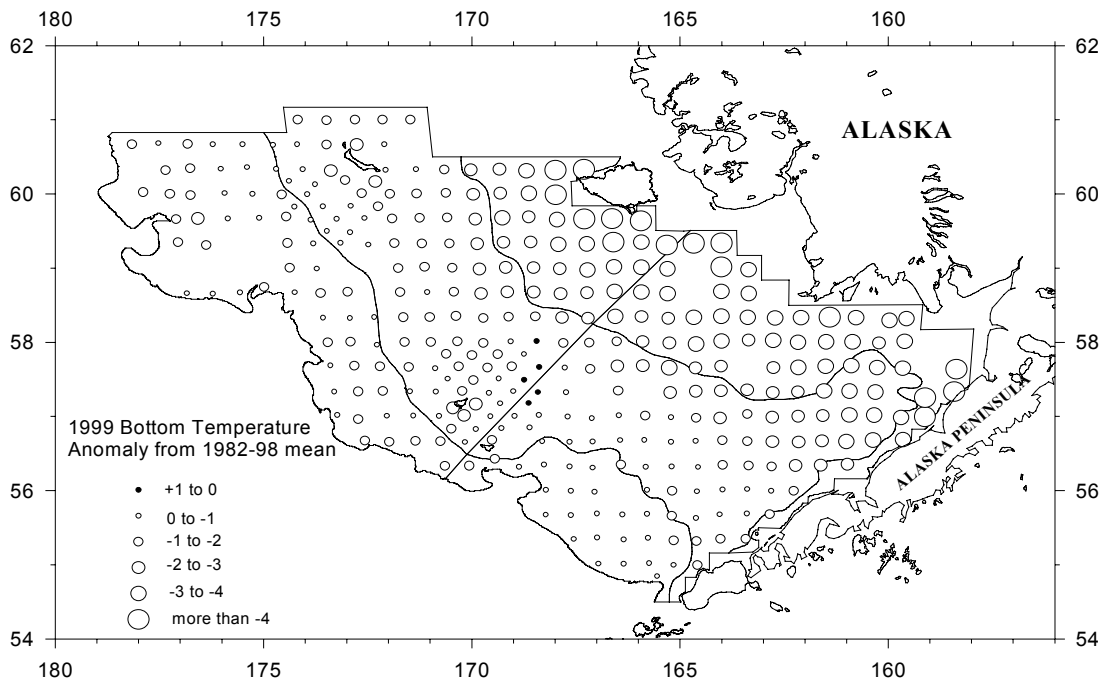 180 175 170 165 160
62 62
ALASKA
60 60
58 58
ALASKA PENINSULA
1999 Bottom Temperature
Anomaly from 1982-98 mean
+1 to 0
0 to -1
-1 to -2
-2 to -3
-3 to -4
more than -4
56 56
54 54
180 175 170 165 160